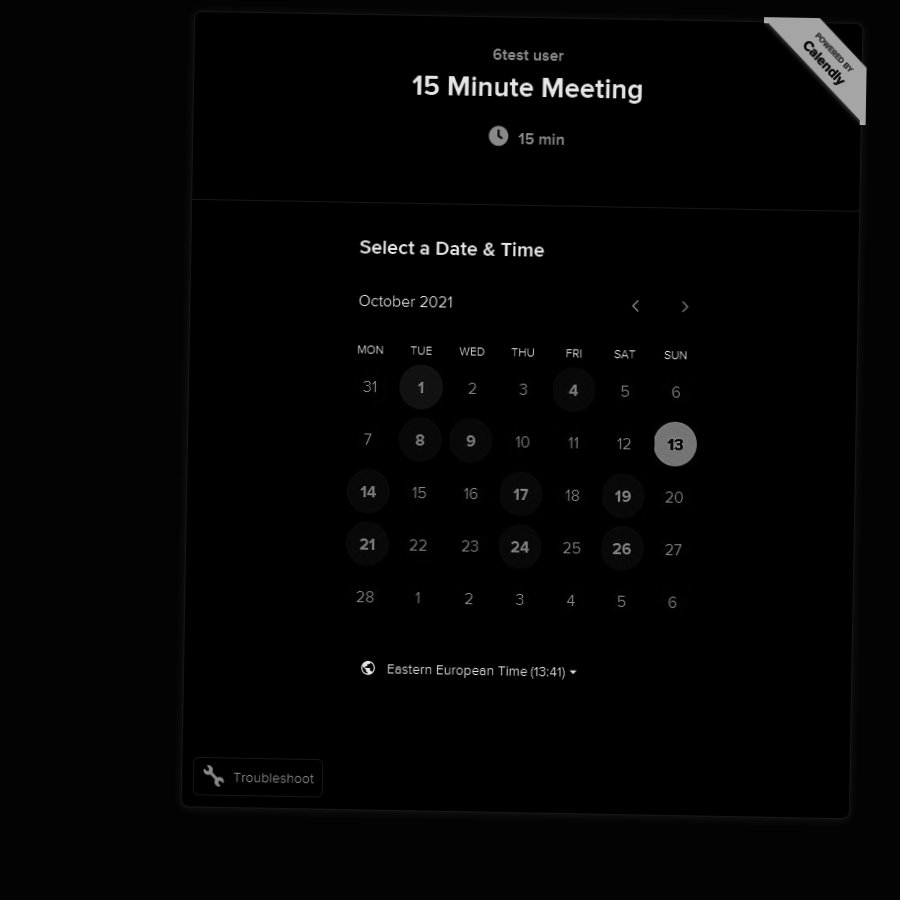 POWERED BY
Calendly
6test user
15 Minute Meeting
15 min
Select a Date & Time
October 2021
MON TUE WED THU FRI SAT SUN
31 1 2 3 4 5 6
7 8 9 10 11 12 13
14 15 16 17 18 19 20
21 22 23 24 25 26 27
28 1 2 3 4 5 6
Eastern European Time (13:41)
Troubleshoot